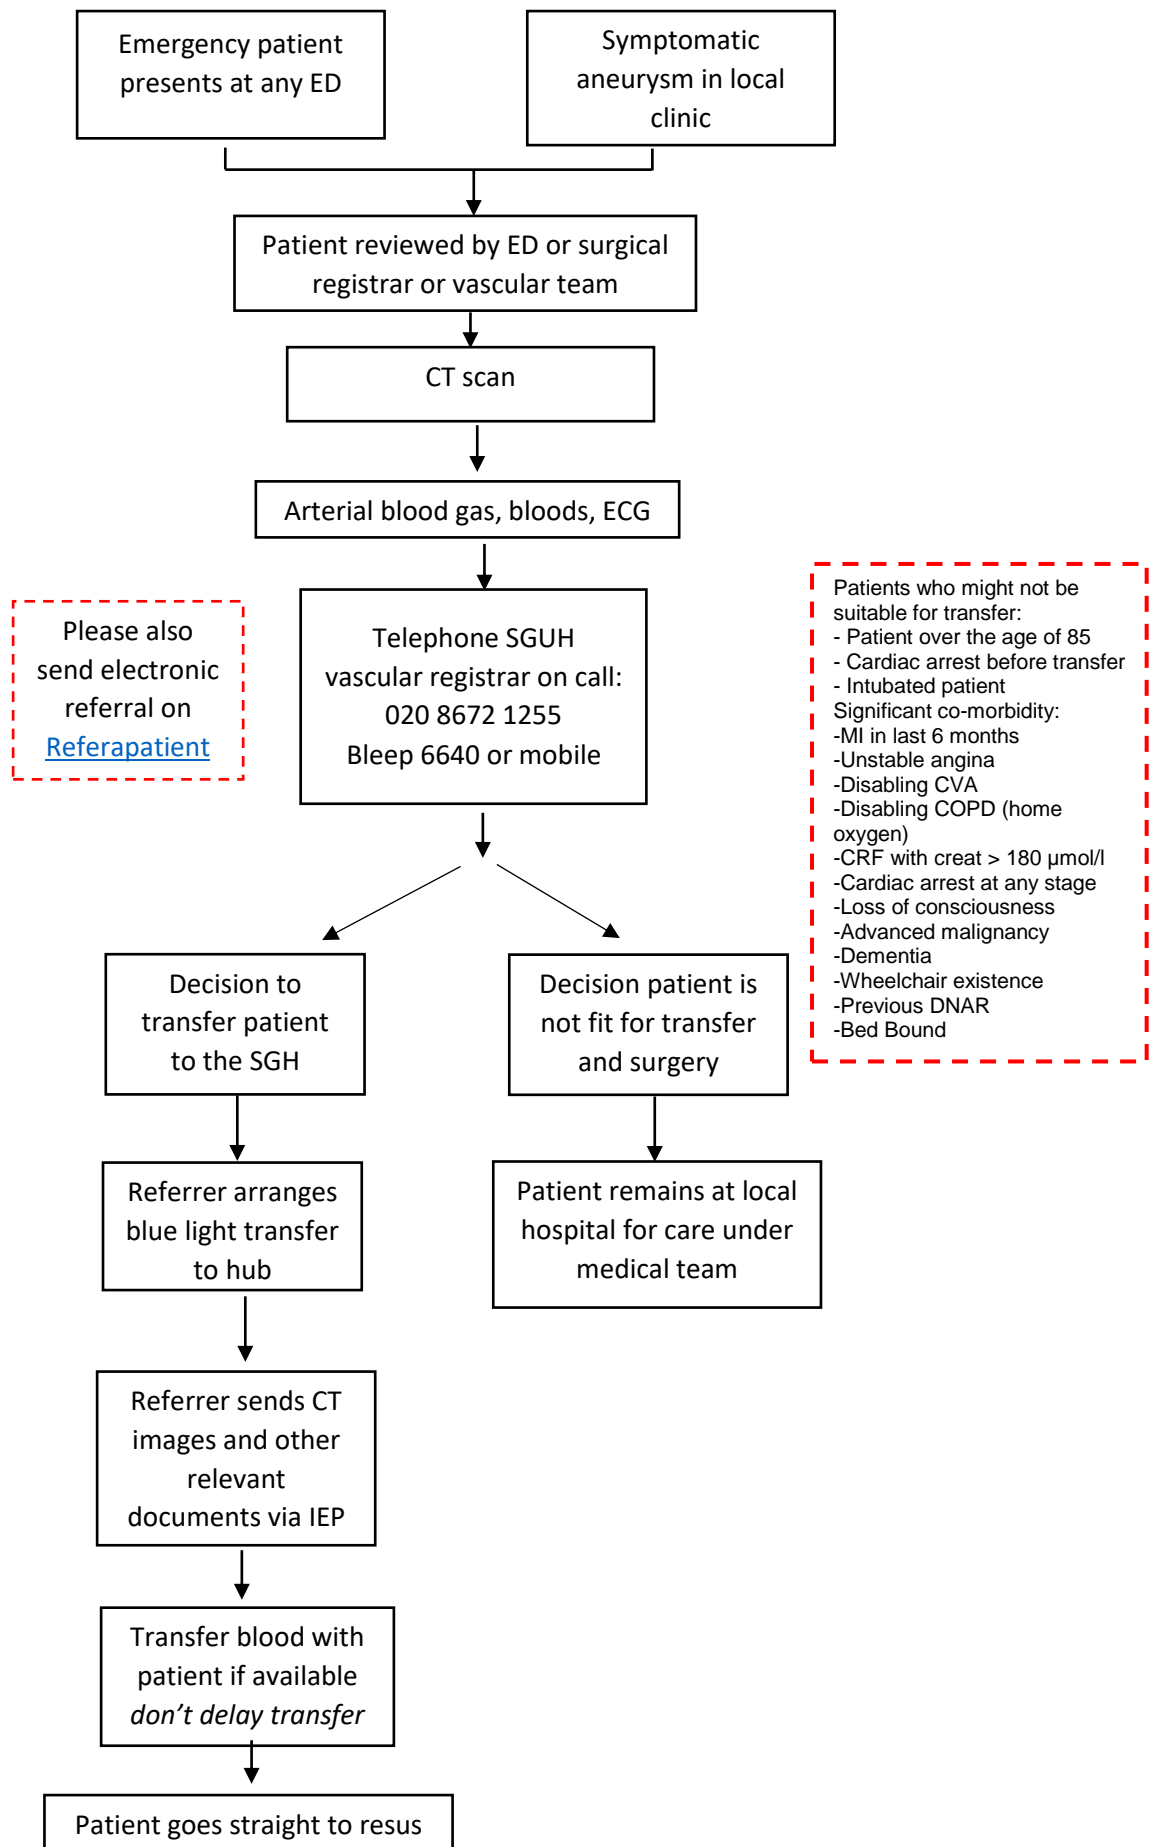 Emergency patient
presents at any ED
Symptomatic
aneurysm in local
clinic
Patient reviewed by ED or surgical
registrar or vascular team
CT scan
Arterial blood gas, bloods, ECG
Please also
send electronic
referral on
Referapatient
Telephone SGUH
vascular registrar on call:
020 8672 1255
Bleep 6640 or mobile
Patients who might not be
suitable for transfer:
- Patient over the age of 85
- Cardiac arrest before transfer
- Intubated patient
Significant co-morbidity:
-MI in last 6 months
-Unstable angina
-Disabling CVA
-Disabling COPD (home
oxygen)
-CRF with creat > 180 µmol/l
-Cardiac arrest at any stage
-Loss of consciousness
-Advanced malignancy
-Dementia
-Wheelchair existence
-Previous DNAR
-Bed Bound
Decision to
transfer patient
to the SGH
Decision patient is
not fit for transfer
and surgery
Referrer arranges
blue light transfer
to hub
Patient remains at local
hospital for care under
medical team
Referrer sends CT
images and other
relevant
documents via IEP
Transfer blood with
patient if available
don't delay transfer
Patient goes straight to resus